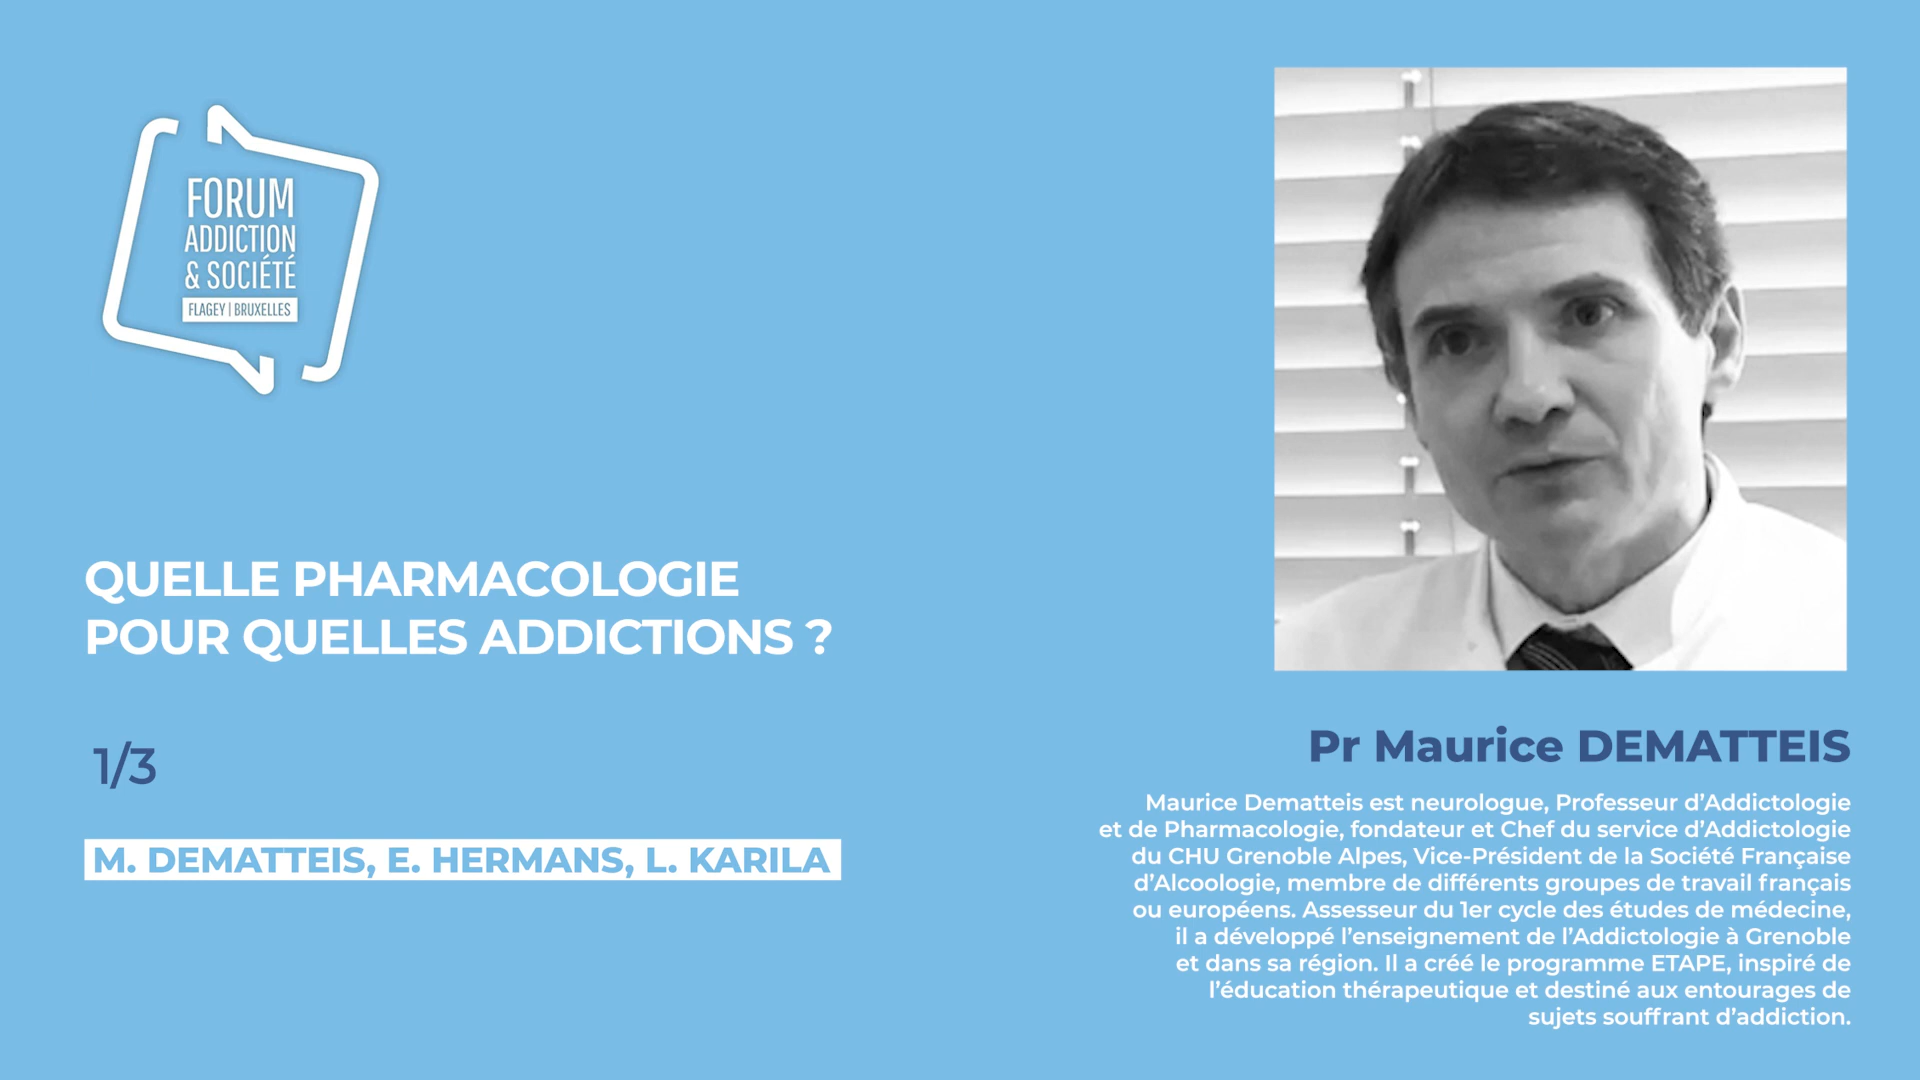 FORUM
ADDICTION
& SOCIÉTÉ
FLAGEY | BRUXELLES
QUELLE PHARMACOLOGIE
POUR QUELLES ADDICTIONS ?
1/3
M. DEMATTEIS, E. HERMANS, L. KARILA
Pr Maurice DEMATTEIS
Maurice Dematteis est neurologue, Professeur d’Addictologie
et de Pharmacologie, fondateur et Chef du service d’Addictologie
du CHU Grenoble Alpes, Vice-Président de la Société Française
d’Alcoologie, membre de différents groupes de travail français
ou européens. Assesseur du 1er cycle des études de médecine,
il a développé l’enseignement de l’Addictologie à Grenoble
et dans sa région. Il a créé le programme ETAPE, inspiré de
l’éducation thérapeutique et destiné aux entourages de
sujets souffrant d’addiction.